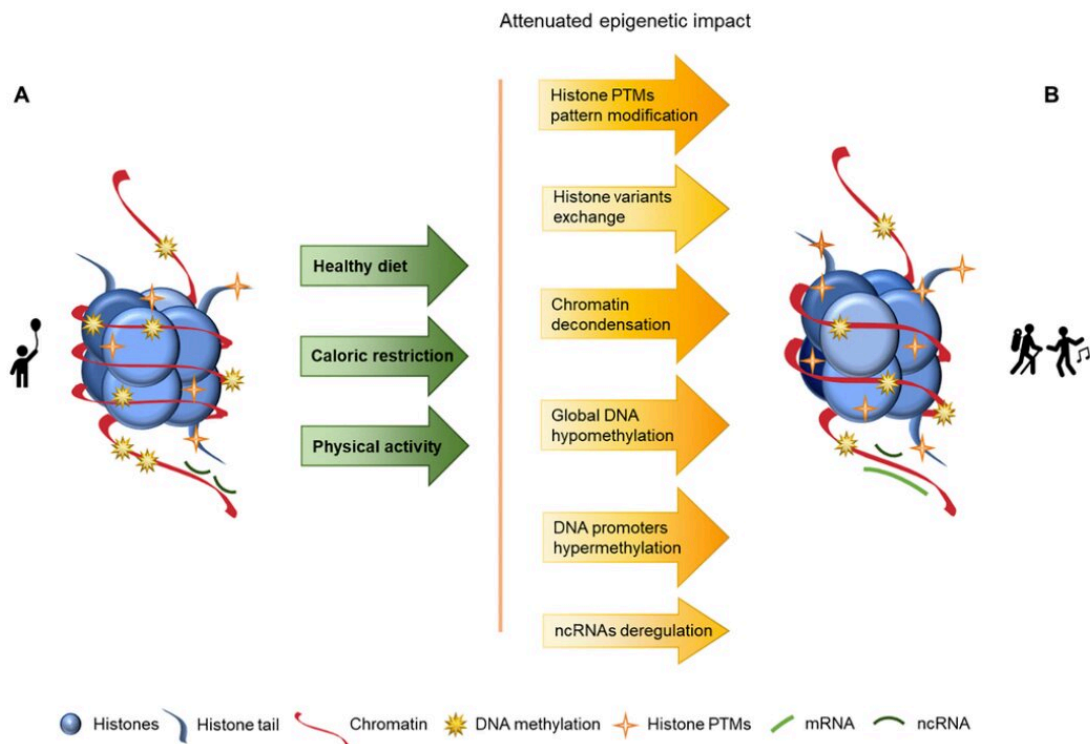 Attenuated epigenetic impact
A
B
Histone PTMs
pattern modification
Histone variants
exchange
Healthy diet
Chromatin
decondensation
Caloric restriction
Global DNA
hypomethylation
Physical activity
DNA promoters
hypermethylation
ncRNAs deregulation
Histones Histone tail Chromatin DNA methylation Histone PTMs mRNA ncRNA